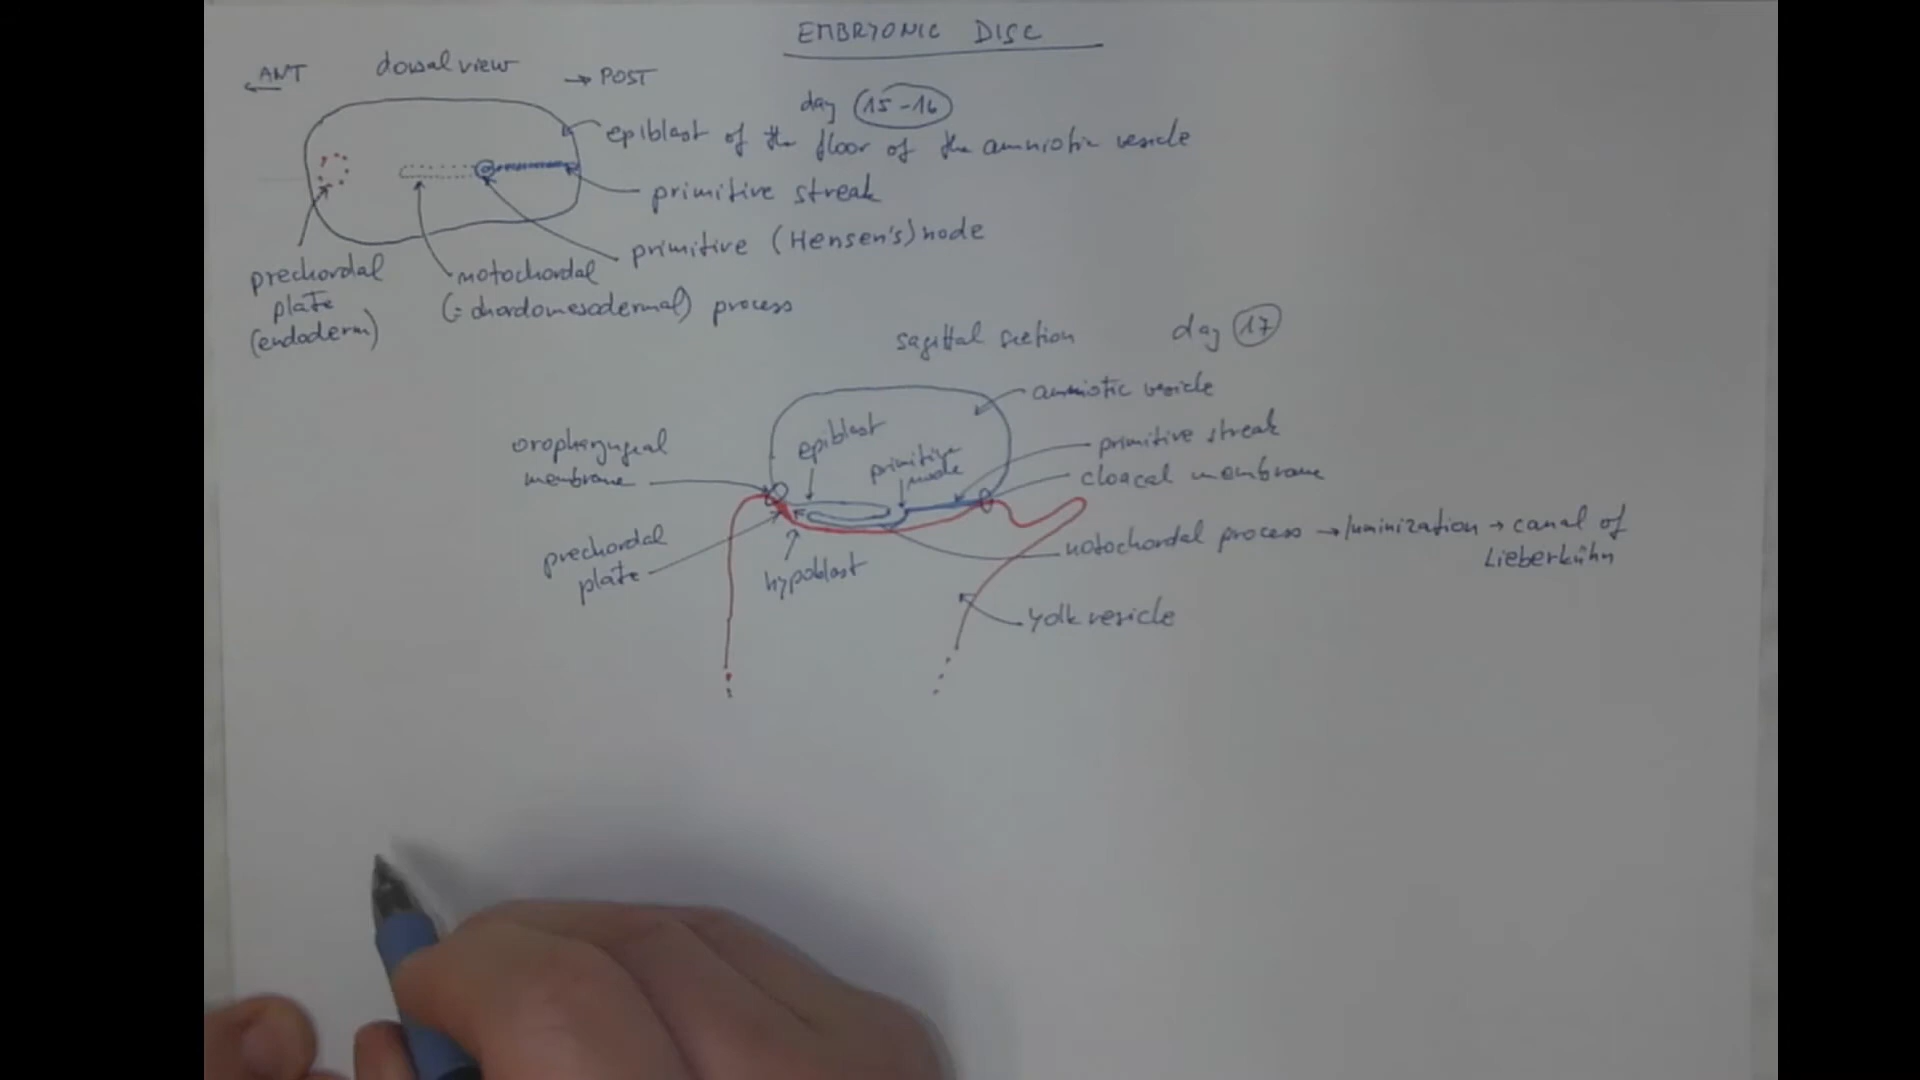 EMBRYONIC DISC
← ANT
dorsal view
→ POST
day 15-16
epiblast of the floor of the amniotic vesicle
primitive streak
primitive (Hensen's) node
prechordal
plate
(endoderm)
notochordal
(= chordomesodermal) process
sagittal section
day 17
amniotic vesicle
primitive streak
cloacal membrane
oropharyngeal
membrane
epiblast
primitive
node
prechordal
plate
hypoblast
notochordal process → luminization → canal of
Lieberkühn
yolk vesicle